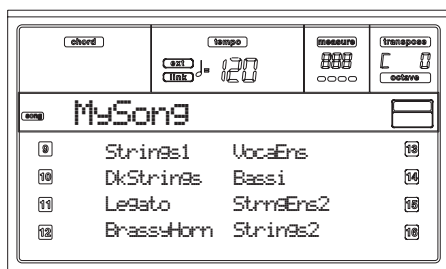 chord tempo measure transpose
ext link ♩= 120 888 C 0
octave
song MySong
9 Strings1 VocaEns 13
10 DkStrings Bassi 14
11 Legato StrngEns2 15
12 BrassyHorn Strings2 16